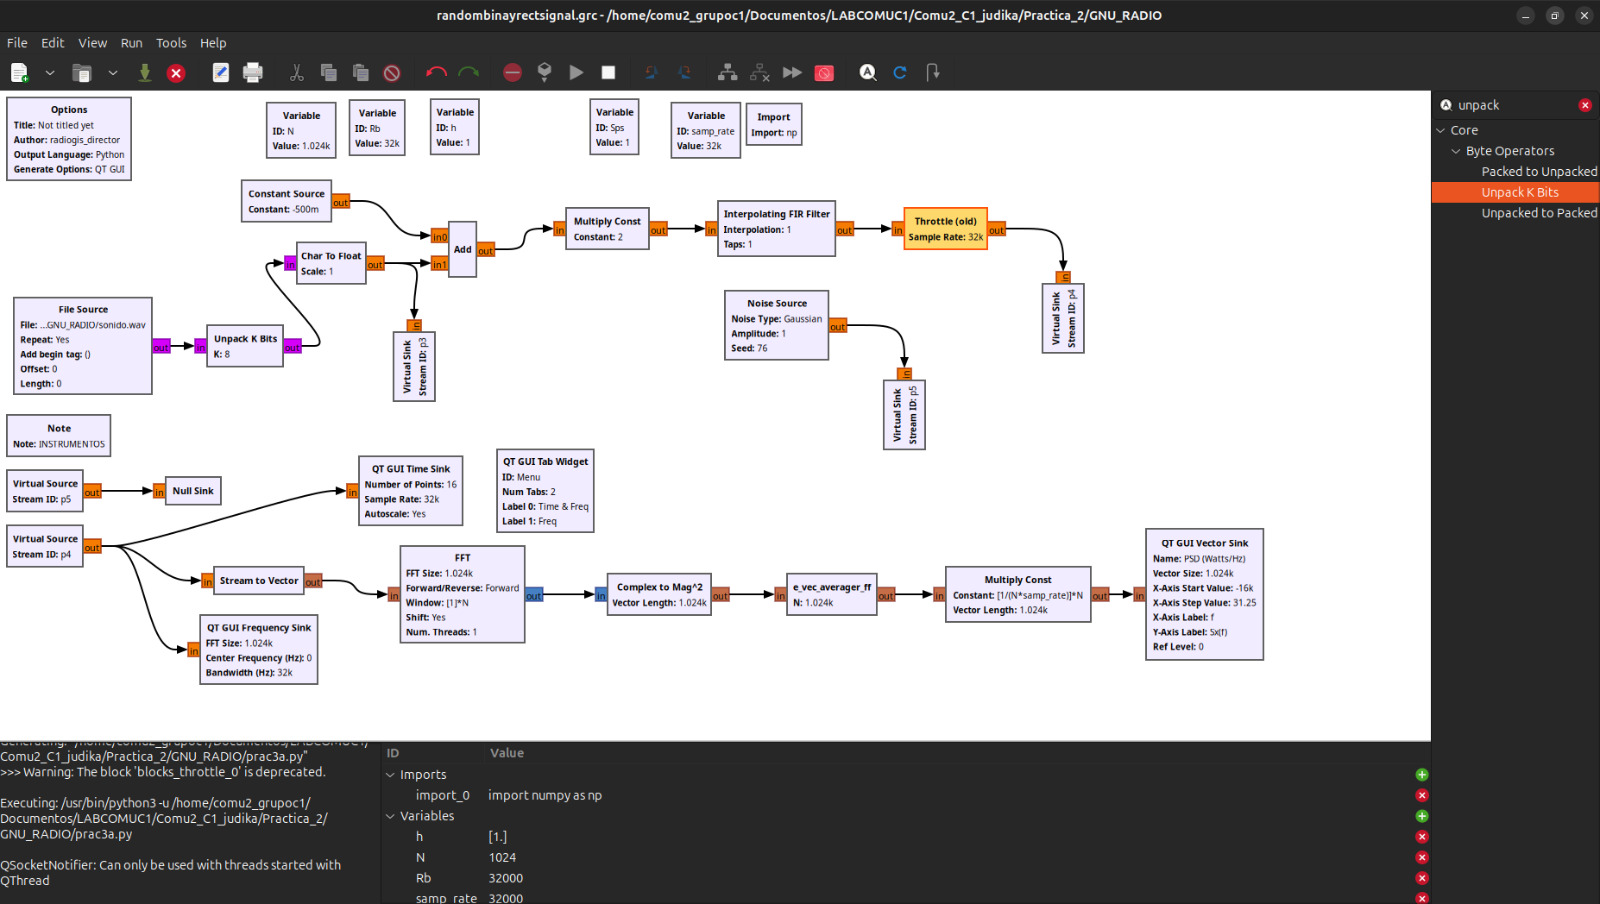 randombinayrectsignal.grc - /home/comu2_grupoc1/Documentos/LABCOMUC1/Comu2_C1_judika/Practica_2/GNU_RADIO
File Edit View Run Tools Help
Options
Title: Not titled yet
Author: radiogis_director
Output Language: Python
Generate Options: QT GUI
Variable
ID: N
Value: 1.024k
Variable
ID: Rb
Value: 32k
Variable
ID: h
Value: 1
Variable
ID: Sps
Value: 1
Variable
ID: samp_rate
Value: 32k
Import
Import: np
Constant Source
Constant: -500m
out
in0
in1
Add
out
in
Multiply Const
Constant: 2
out
in
Interpolating FIR Filter
Interpolation: 1
Taps: 1
out
in
Throttle (old)
Sample Rate: 32k
out
in
Virtual Sink
Stream ID: p4
in
Char To Float
Scale: 1
out
in
Virtual Sink
Stream ID: p3
File Source
File: ...GNU_RADIO/sonido.wav
Repeat: Yes
Add begin tag: ()
Offset: 0
Length: 0
out
in
Unpack K Bits
K: 8
out
Noise Source
Noise Type: Gaussian
Amplitude: 1
Seed: 76
out
in
Virtual Sink
Stream ID: p5
Note
Note: INSTRUMENTOS
Virtual Source
Stream ID: p5
out
in
Null Sink
Virtual Source
Stream ID: p4
out
in
QT GUI Time Sink
Number of Points: 16
Sample Rate: 32k
Autoscale: Yes
QT GUI Tab Widget
ID: Menu
Num Tabs: 2
Label 0: Time & Freq
Label 1: Freq
in
Stream to Vector
out
in
QT GUI Frequency Sink
FFT Size: 1.024k
Center Frequency (Hz): 0
Bandwidth (Hz): 32k
in
FFT
FFT Size: 1.024k
Forward/Reverse: Forward
Window: [1]*N
Shift: Yes
Num. Threads: 1
out
in
Complex to Mag^2
Vector Length: 1.024k
out
in
e_vec_averager_ff
N: 1.024k
out
in
Multiply Const
Constant: [1/(N*samp_rate)]*N
Vector Length: 1.024k
out
in
QT GUI Vector Sink
Name: PSD (Watts/Hz)
Vector Size: 1.024k
X-Axis Start Value: -16k
X-Axis Step Value: 31.25
X-Axis Label: f
Y-Axis Label: Sx(f)
Ref Level: 0
unpack
Core
Byte Operators
Packed to Unpacked
Unpack K Bits
Unpacked to Packed
Generating: "/home/comu2_grupoc1/Documentos/LABCOMUC1/
Comu2_C1_judika/Practica_2/GNU_RADIO/prac3a.py"
>>> Warning: The block 'blocks_throttle_0' is deprecated.
Executing: /usr/bin/python3 -u /home/comu2_grupoc1/
Documentos/LABCOMUC1/Comu2_C1_judika/Practica_2/
GNU_RADIO/prac3a.py
QSocketNotifier: Can only be used with threads started with
QThread
ID Value
Imports
import_0 import numpy as np
Variables
h [1.]
N 1024
Rb 32000
samp_rate 32000